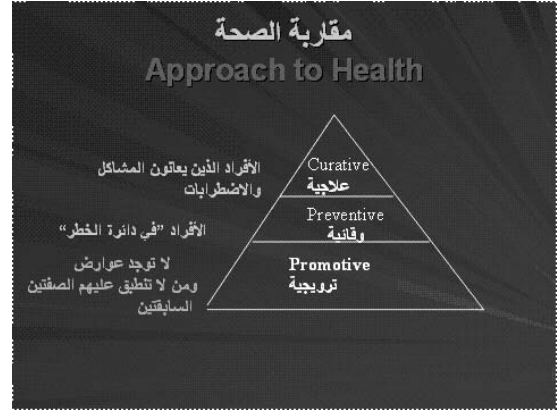 مقاربة الصحة
Approach to Health
Curative
علاجية
الأفراد الذين يعانون المشاكل
والاضطرابات
Preventive
وقائية
الأفراد "في دائرة الخطر"
Promotive
ترويجية
لا توجد عوارض
ومن لا تنطبق عليهم الصفتين
السابقتين